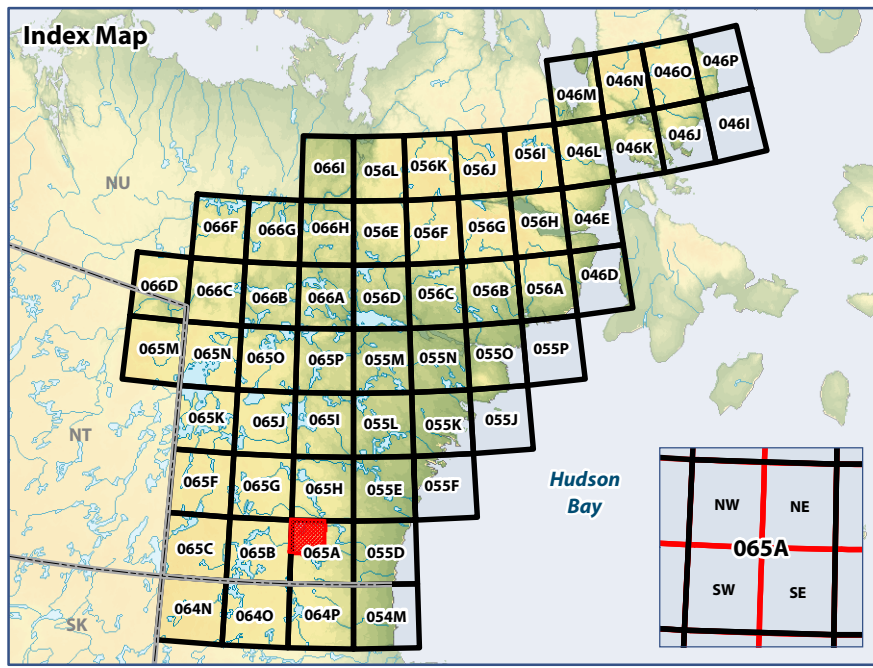 Index Map
046M 046N 046O 046P
066I 056L 056K 056J 056I 046L 046K 046J 046I
NU
066F 066G 066H 056E 056F 056G 056H 046E
066D 066C 066B 066A 056D 056C 056B 056A 046D
065M 065N 065O 065P 055M 055N 055O 055P
NT
065K 065J 065I 055L 055K 055J
065F 065G 065H 055E 055F
Hudson
Bay
065C 065B 065A 055D
SK
064N 064O 064P 054M
NW NE
065A
SW SE